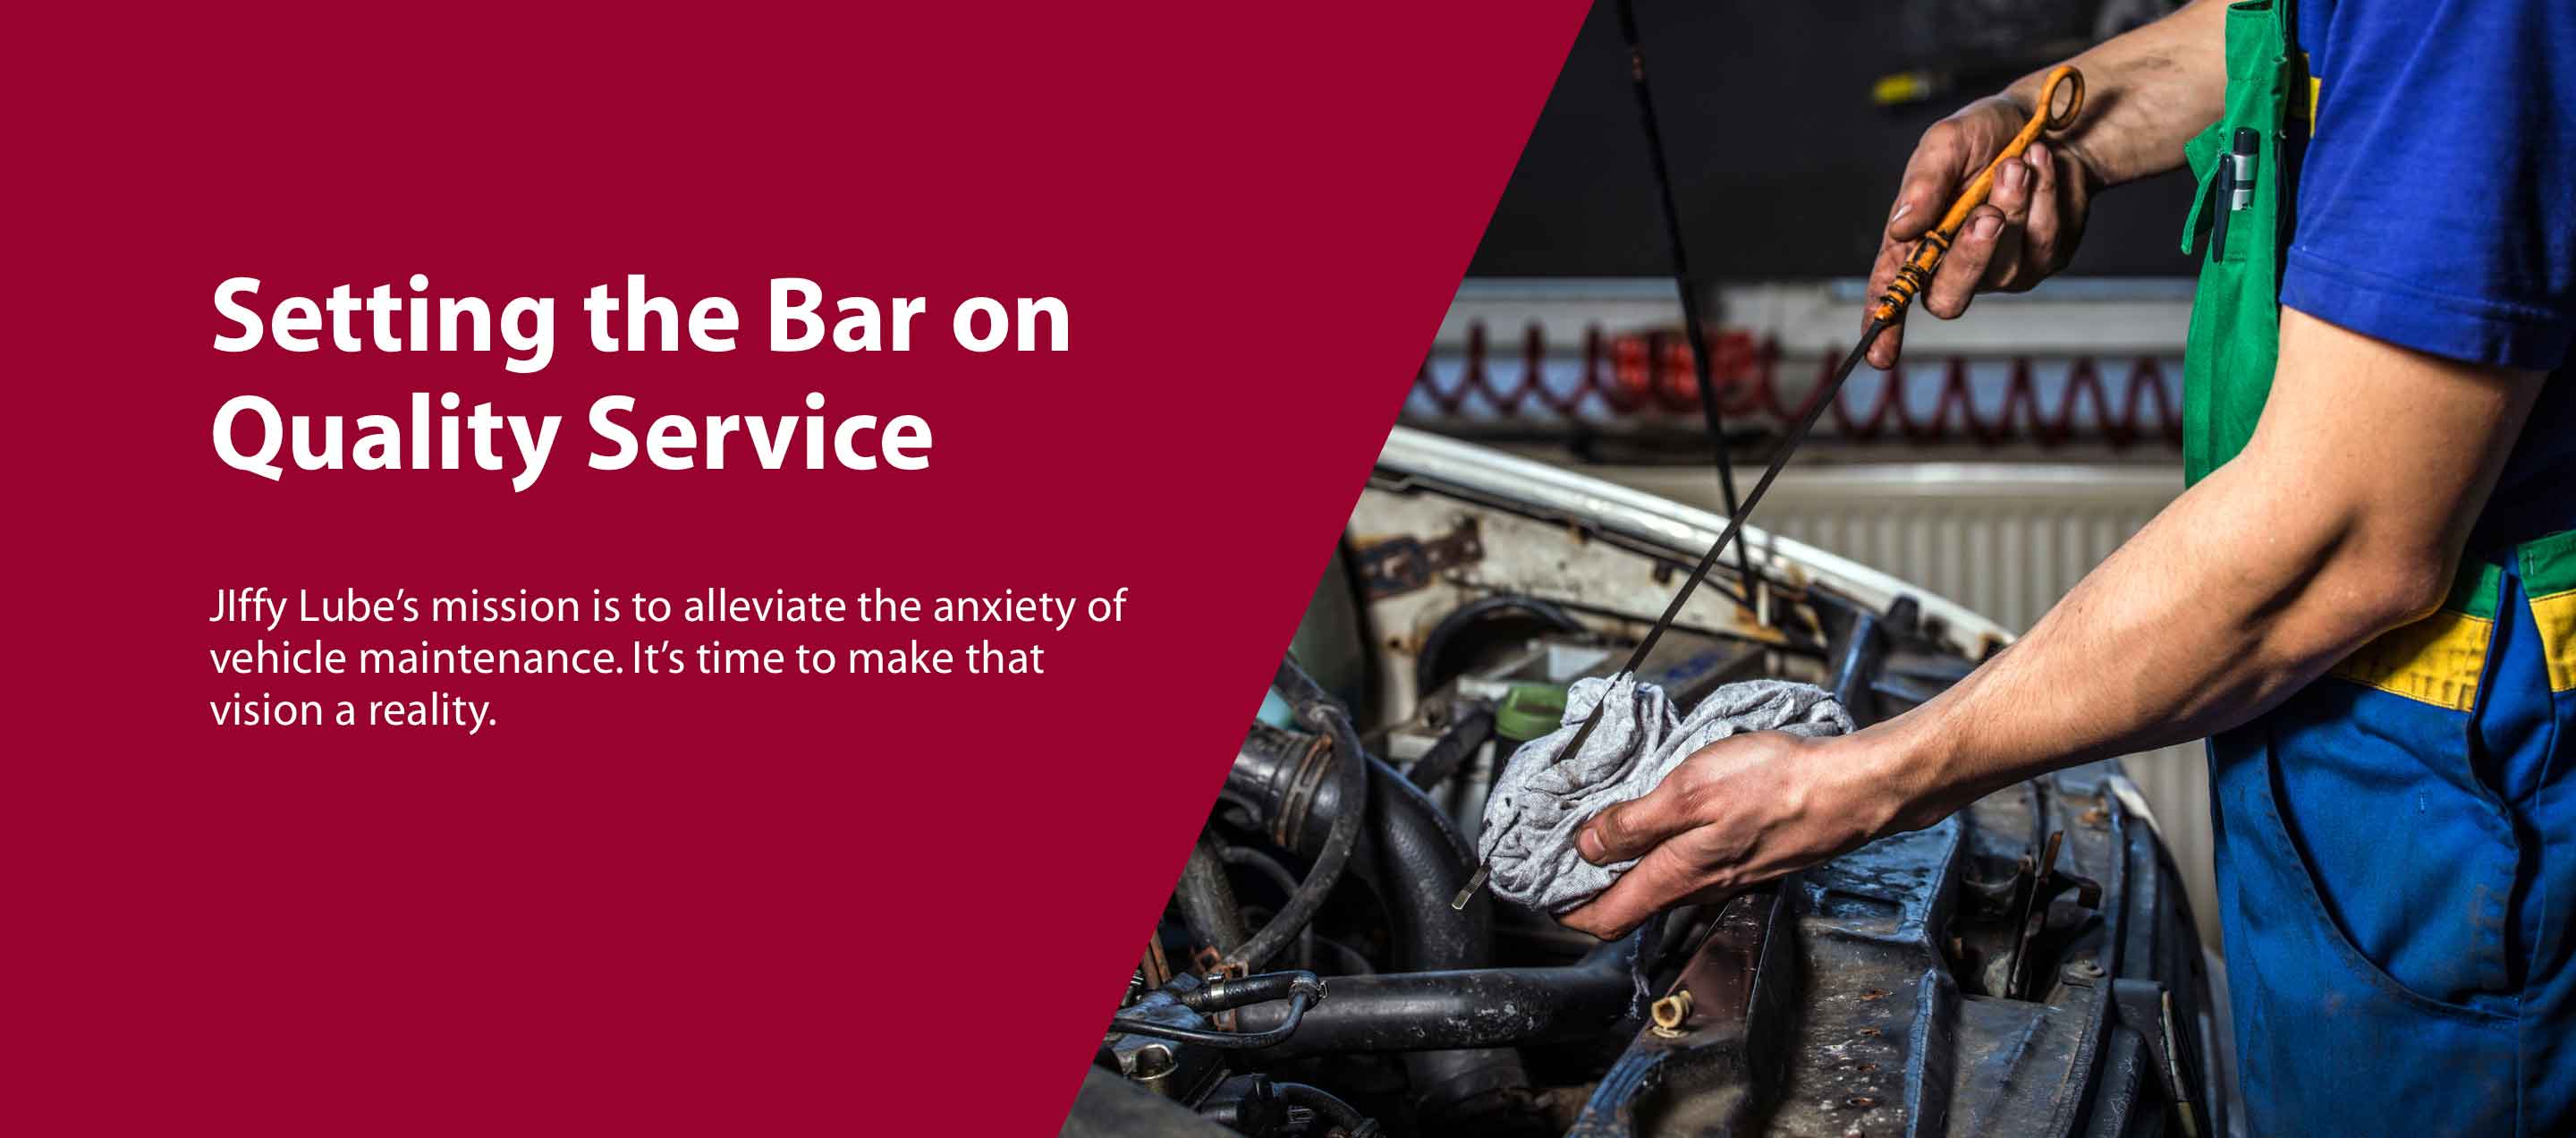 Setting the Bar on
Quality Service
JIffy Lube’s mission is to alleviate the anxiety of
vehicle maintenance. It’s time to make that
vision a reality.